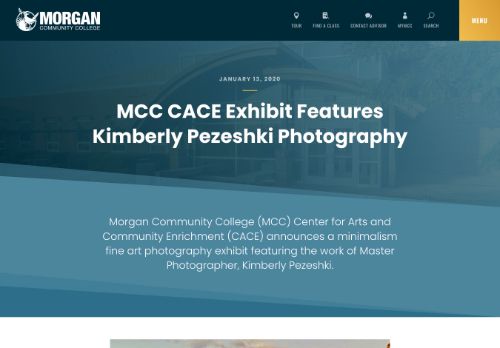 MORGAN
COMMUNITY COLLEGE
TOUR
FIND A CLASS
CONTACT ADVISOR
MYMCC
SEARCH
MENU
JANUARY 13, 2020
MCC CACE Exhibit Features
Kimberly Pezeshki Photography
Morgan Community College (MCC) Center for Arts and
Community Enrichment (CACE) announces a minimalism
fine art photography exhibit featuring the work of Master
Photographer, Kimberly Pezeshki.